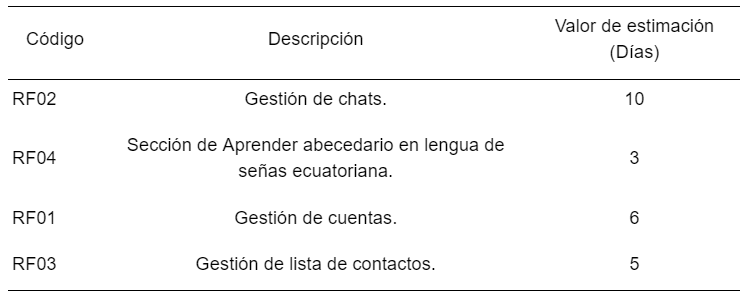 Código Descripción Valor de estimación
(Días)
RF02 Gestión de chats. 10
RF04 Sección de Aprender abecedario en lengua de
señas ecuatoriana. 3
RF01 Gestión de cuentas. 6
RF03 Gestión de lista de contactos. 5